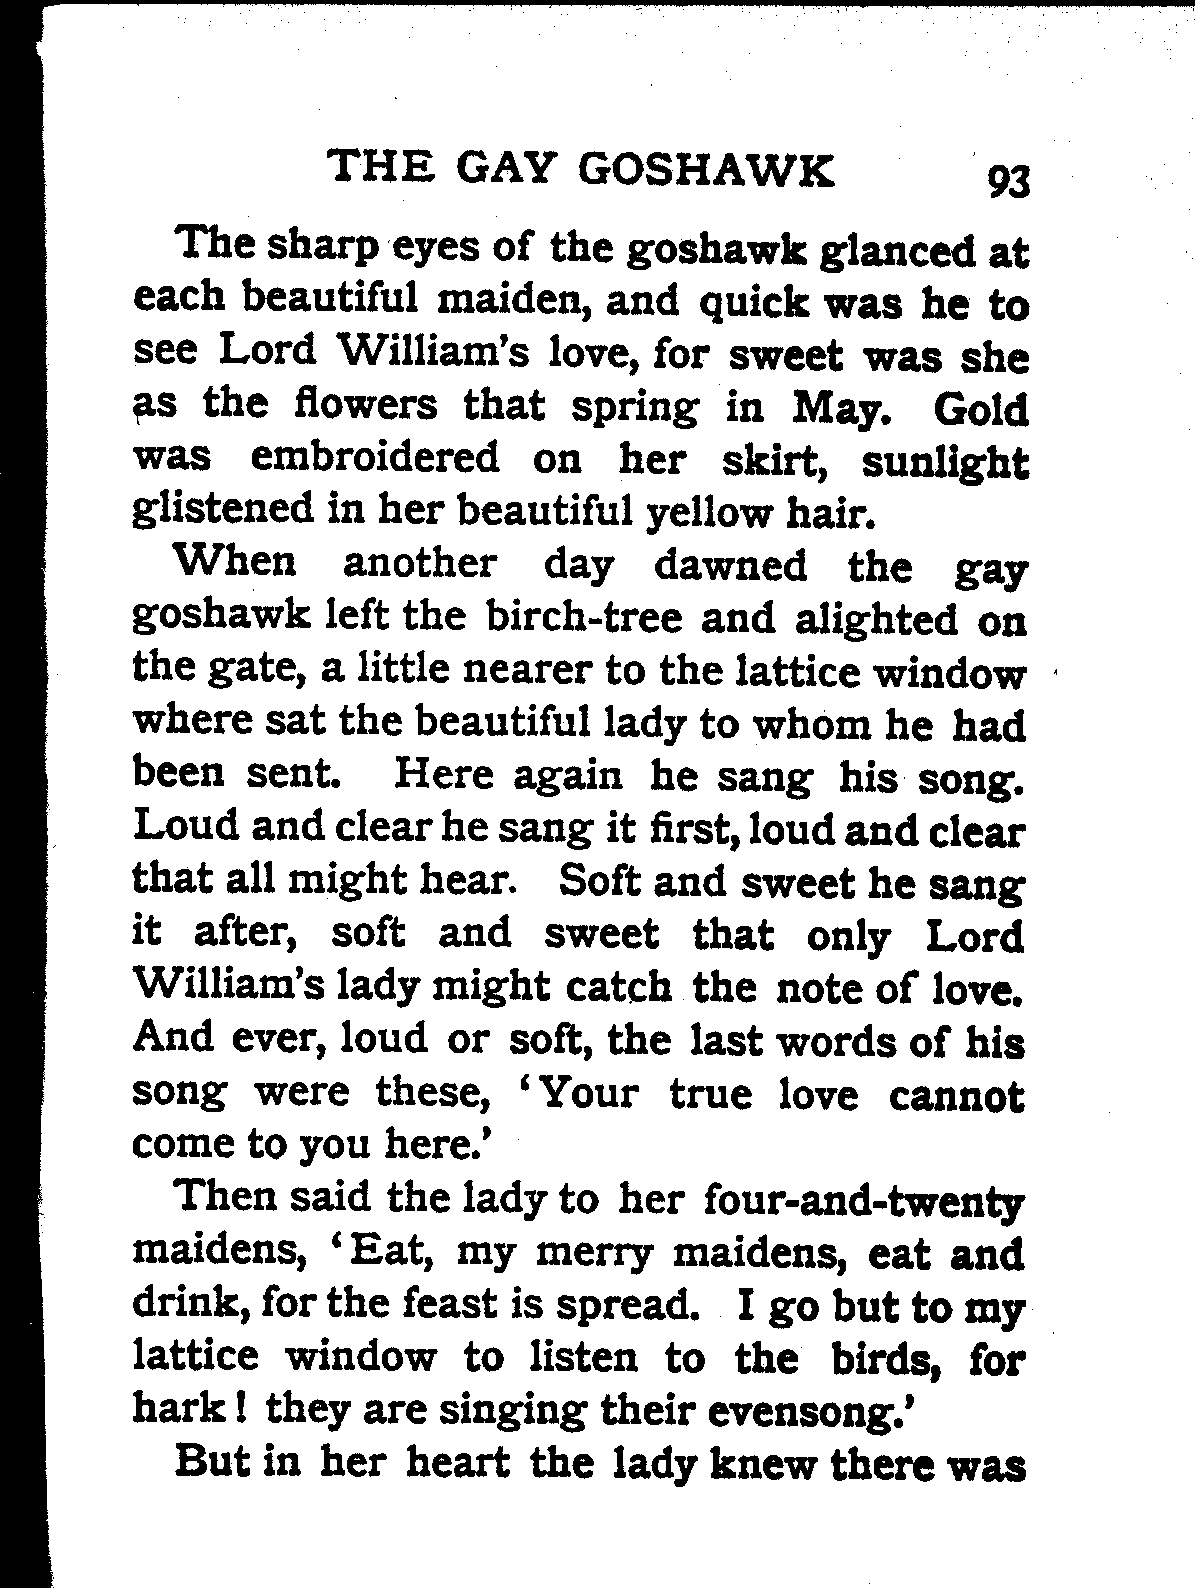 THE GAY GOSHAWK 93
The sharp eyes of the goshawk glanced at
each beautiful maiden, and quick was he to
see Lord William's love, for sweet was she
as the flowers that spring in May. Gold
was embroidered on her skirt, sunlight
glistened in her beautiful yellow hair.
When another day dawned the gay
goshawk left the birch-tree and alighted on
the gate, a little nearer to the lattice window
where sat the beautiful lady to whom he had
been sent. Here again he sang his song.
Loud and clear he sang it first, loud and clear
that all might hear. Soft and sweet he sang
it after, soft and sweet that only Lord
William's lady might catch the note of love.
And ever, loud or soft, the last words of his
song were these, ‘Your true love cannot
come to you here.’
Then said the lady to her four-and-twenty
maidens, ‘Eat, my merry maidens, eat and
drink, for the feast is spread. I go but to my
lattice window to listen to the birds, for
hark! they are singing their evensong.’
But in her heart the lady knew there was